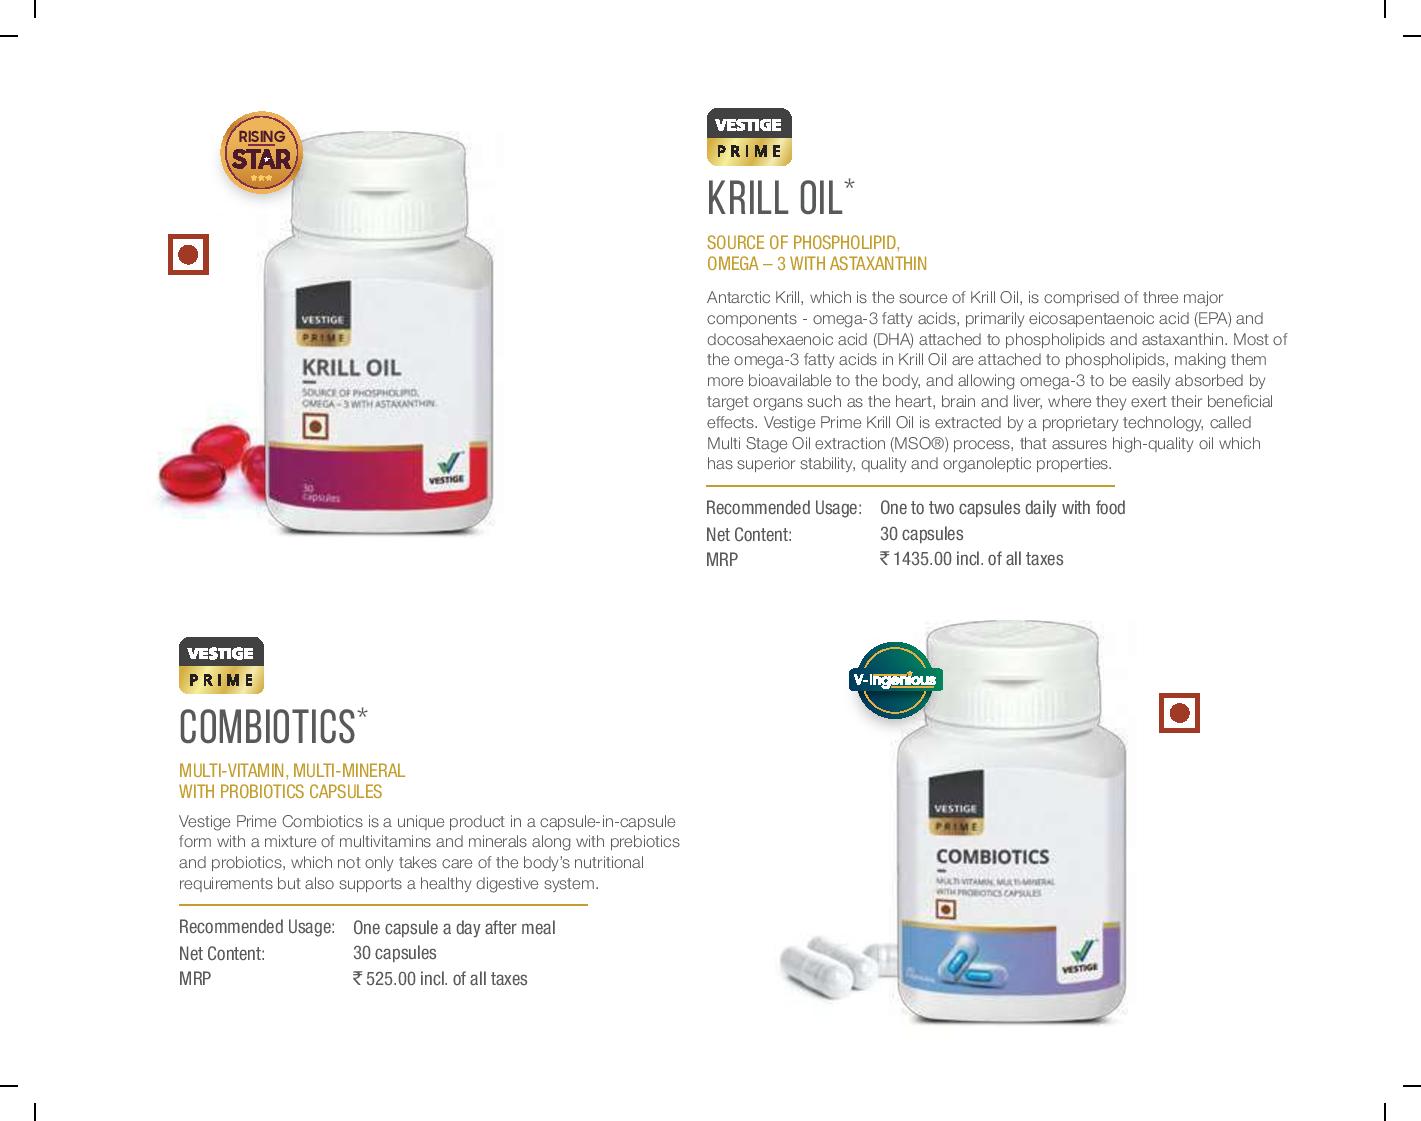 RISING
STAR
VESTIGE
PRIME
KRILL OIL
SOURCE OF PHOSPHOLIPID,
OMEGA – 3 WITH ASTAXANTHIN.
30
capsules
VESTIGE
VESTIGE
PRIME
KRILL OIL*
SOURCE OF PHOSPHOLIPID,
OMEGA – 3 WITH ASTAXANTHIN
Antarctic Krill, which is the source of Krill Oil, is comprised of three major
components - omega-3 fatty acids, primarily eicosapentaenoic acid (EPA) and
docosahexaenoic acid (DHA) attached to phospholipids and astaxanthin. Most of
the omega-3 fatty acids in Krill Oil are attached to phospholipids, making them
more bioavailable to the body, and allowing omega-3 to be easily absorbed by
target organs such as the heart, brain and liver, where they exert their beneficial
effects. Vestige Prime Krill Oil is extracted by a proprietary technology, called
Multi Stage Oil extraction (MSO®) process, that assures high-quality oil which
has superior stability, quality and organoleptic properties.
Recommended Usage: One to two capsules daily with food
Net Content: 30 capsules
MRP ₹ 1435.00 incl. of all taxes
VESTIGE
PRIME
COMBIOTICS*
MULTI-VITAMIN, MULTI-MINERAL
WITH PROBIOTICS CAPSULES
Vestige Prime Combiotics is a unique product in a capsule-in-capsule
form with a mixture of multivitamins and minerals along with prebiotics
and probiotics, which not only takes care of the body's nutritional
requirements but also supports a healthy digestive system.
Recommended Usage: One capsule a day after meal
Net Content: 30 capsules
MRP ₹ 525.00 incl. of all taxes
V-Ingenious
VESTIGE
PRIME
COMBIOTICS
MULTI-VITAMIN, MULTI-MINERAL
WITH PROBIOTICS CAPSULES
VESTIGE